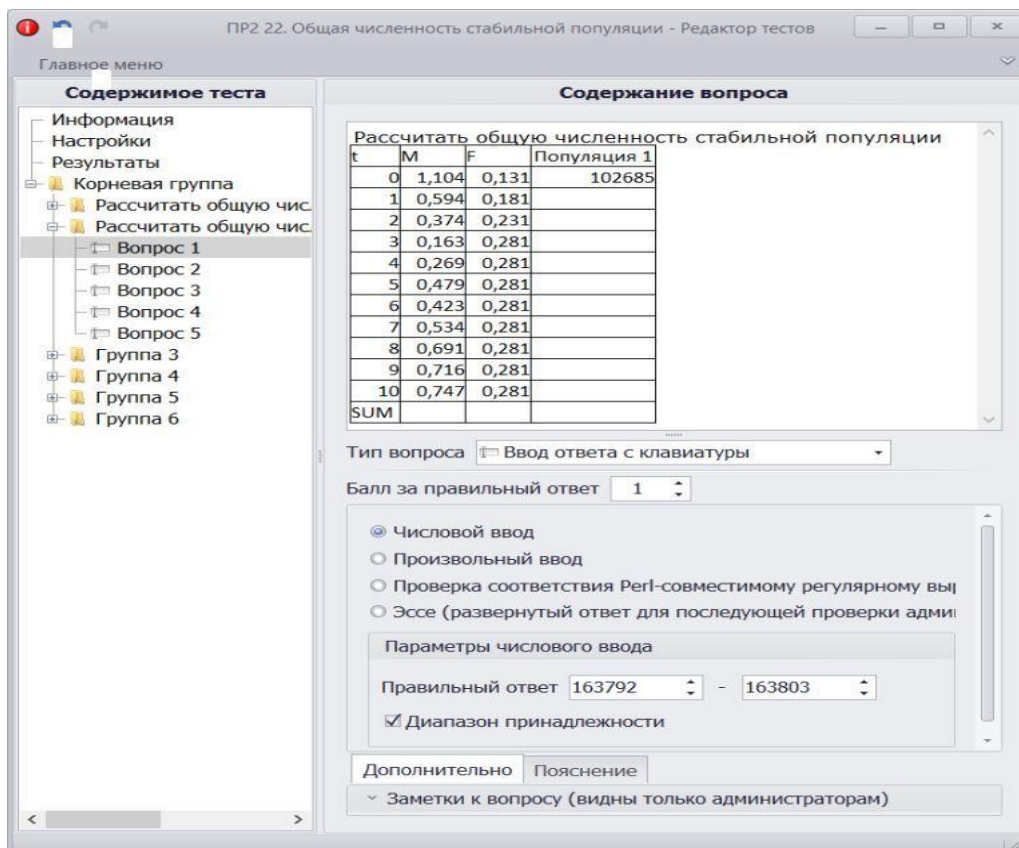 ПР2 22. Общая численность стабильной популяции - Редактор тестов
Главное меню
Содержимое теста
Информация
Настройки
Результаты
Корневая группа
Рассчитать общую чис.
Рассчитать общую чис.
Вопрос 1
Вопрос 2
Вопрос 3
Вопрос 4
Вопрос 5
Группа 3
Группа 4
Группа 5
Группа 6
Содержание вопроса
Рассчитать общую численность стабильной популяции
t M F Популяция 1
0 1,104 0,131 102685
1 0,594 0,181
2 0,374 0,231
3 0,163 0,281
4 0,269 0,281
5 0,479 0,281
6 0,423 0,281
7 0,534 0,281
8 0,691 0,281
9 0,716 0,281
10 0,747 0,281
SUM
Тип вопроса Ввод ответа с клавиатуры
Балл за правильный ответ 1
Числовой ввод
Произвольный ввод
Проверка соответствия Perl-совместимому регулярному выр
Эссе (развернутый ответ для последующей проверки админ
Параметры числового ввода
Правильный ответ 163792 - 163803
Диапазон принадлежности
Дополнительно Пояснение
Заметки к вопросу (видны только администраторам)